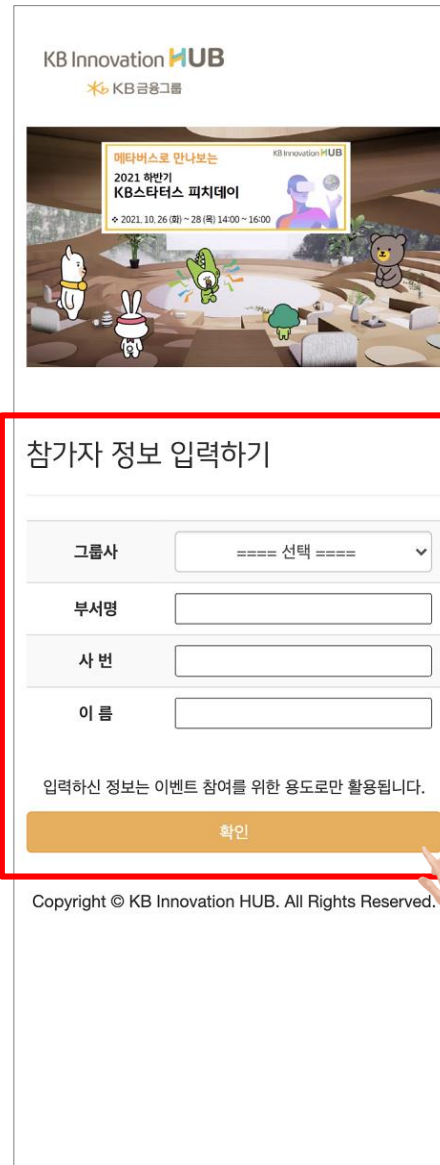 KB Innovation HUB
KB금융그룹
메타버스로 만나보는
KB Innovation HUB
2021 하반기
KB스타터스 피치데이
❖ 2021. 10. 26 (화) ~ 28 (목) 14:00 ~ 16:00
참가자 정보 입력하기
그룹사
==== 선택 ====
부서명
사 번
이 름
입력하신 정보는 이벤트 참여를 위한 용도로만 활용됩니다.
확인
Copyright © KB Innovation HUB. All Rights Reserved.